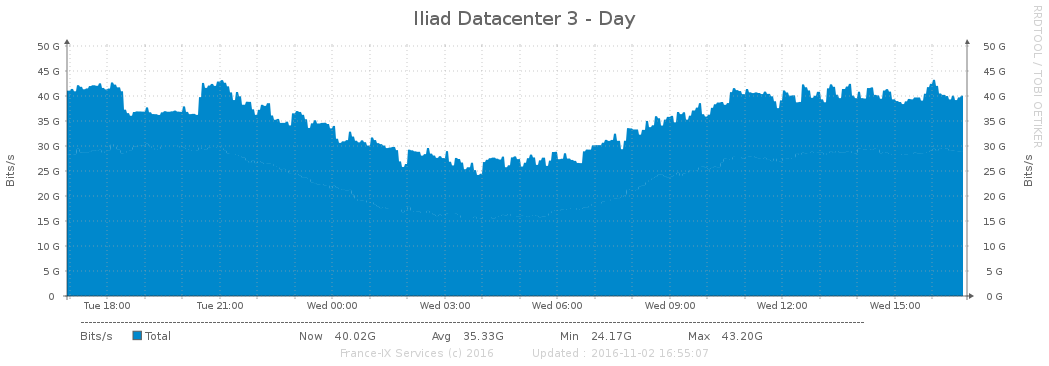 Iliad Datacenter 3 - Day
RRDTOOL / TOBI OETIKER
50 G 50 G
45 G 45 G
40 G 40 G
35 G 35 G
30 G 30 G
25 G 25 G
20 G 20 G
15 G 15 G
10 G 10 G
5 G 5 G
0 0 G
Bits/s Bits/s
Tue 18:00 Tue 21:00 Wed 00:00 Wed 03:00 Wed 06:00 Wed 09:00 Wed 12:00 Wed 15:00
Bits/s Total Now 40.02G Avg 35.33G Min 24.17G Max 43.20G
France-IX Services (c) 2016 Updated : 2016-11-02 16:55:07